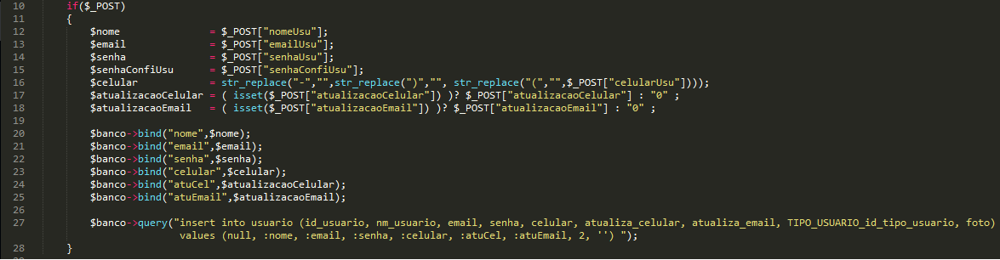 10 if($_POST)
11 {
12 $nome = $_POST["nomeUsu"];
13 $email = $_POST["emailUsu"];
14 $senha = $_POST["senhaUsu"];
15 $senhaConfiUsu = $_POST["senhaConfiUsu"];
16 $celular = str_replace("-","",str_replace(")","", str_replace("(","",$_POST["celularUsu"])));
17 $atualizacaoCelular = ( isset($_POST["atualizacaoCelular"]) )? $_POST["atualizacaoCelular"] : "0" ;
18 $atualizacaoEmail = ( isset($_POST["atualizacaoEmail"]) )? $_POST["atualizacaoEmail"] : "0" ;
19
20 $banco->bind("nome",$nome);
21 $banco->bind("email",$email);
22 $banco->bind("senha",$senha);
23 $banco->bind("celular",$celular);
24 $banco->bind("atuCel",$atualizacaoCelular);
25 $banco->bind("atuEmail",$atualizacaoEmail);
26
27 $banco->query("insert into usuario (id_usuario, nm_usuario, email, senha, celular, atualiza_celular, atualiza_email, TIPO_USUARIO_id_tipo_usuario, foto)
values (null, :nome, :email, :senha, :celular, :atuCel, :atuEmail, 2, '') ");
28 }